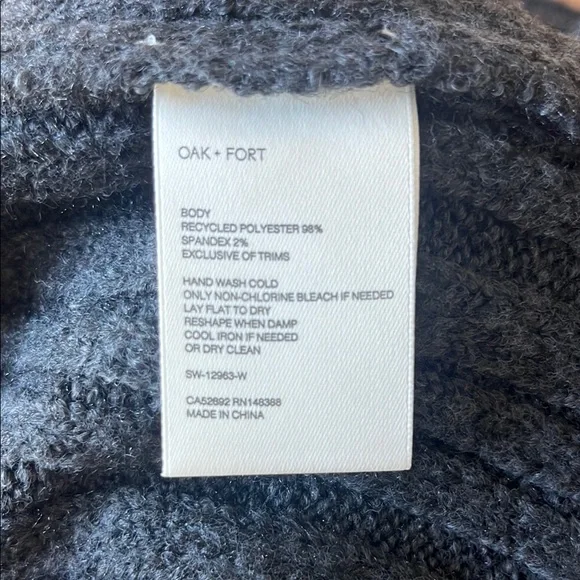 OAK + FORT
BODY
RECYCLED POLYESTER 98%
SPANDEX 2%
EXCLUSIVE OF TRIMS
HAND WASH COLD
ONLY NON-CHLORINE BLEACH IF NEEDED
LAY FLAT TO DRY
RESHAPE WHEN DAMP
COOL IRON IF NEEDED
OR DRY CLEAN
SW-12963-W
CA52692 RN148388
MADE IN CHINA